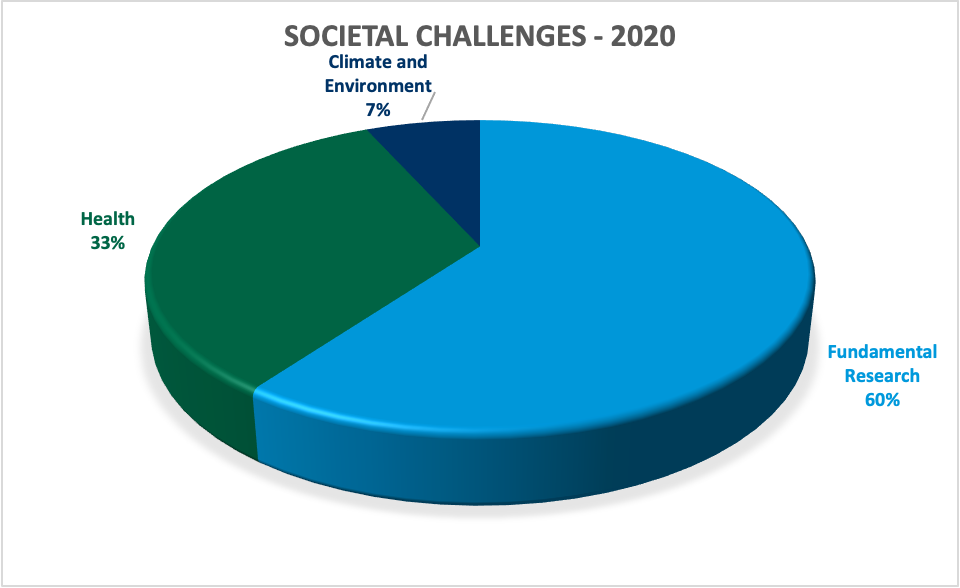 SOCIETAL CHALLENGES - 2020
Climate and
Environment
7%
Health
33%
Fundamental
Research
60%